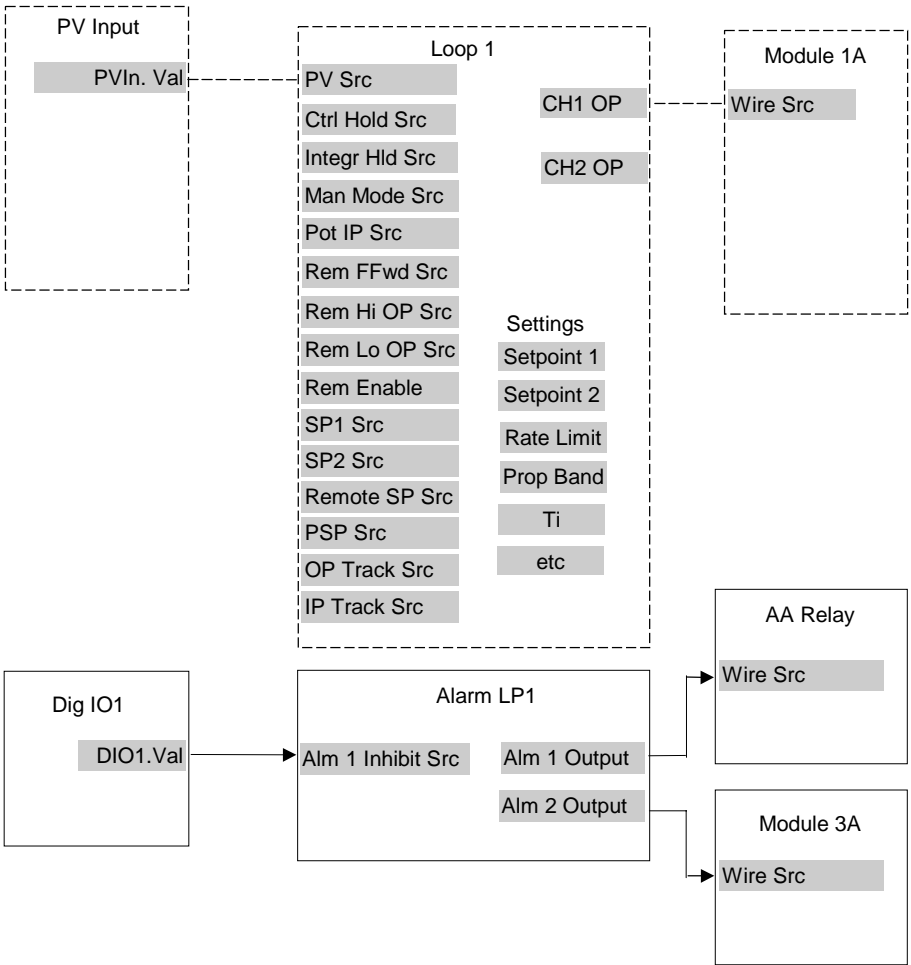 PV Input
PVIn. Val
Loop 1
PV Src
Ctrl Hold Src
Integr Hld Src
Man Mode Src
Pot IP Src
Rem FFwd Src
Rem Hi OP Src
Rem Lo OP Src
Rem Enable
SP1 Src
SP2 Src
Remote SP Src
PSP Src
OP Track Src
IP Track Src
CH1 OP
CH2 OP
Settings
Setpoint 1
Setpoint 2
Rate Limit
Prop Band
Ti
etc
Module 1A
Wire Src
Dig IO1
DIO1.Val
Alarm LP1
Alm 1 Inhibit Src
Alm 1 Output
Alm 2 Output
AA Relay
Wire Src
Module 3A
Wire Src